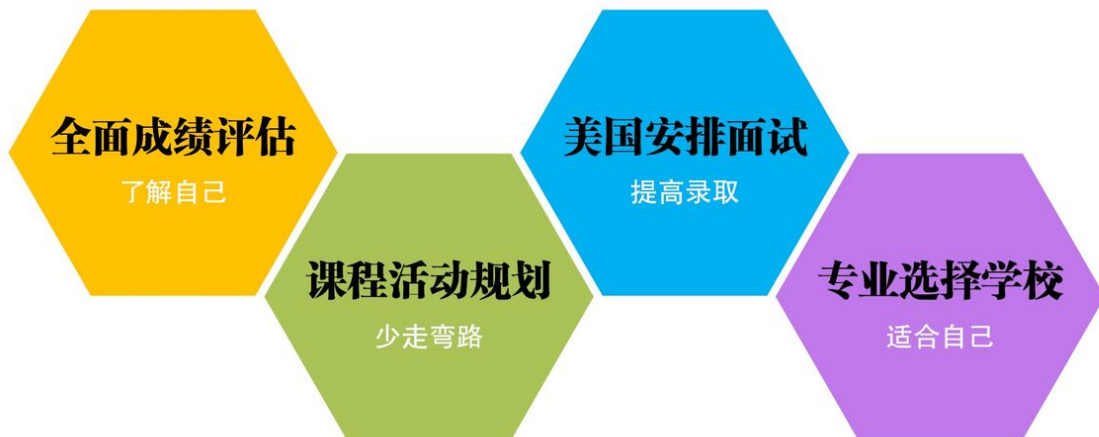 全面成绩评估
了解自己
课程活动规划
少走弯路
美国安排面试
提高录取
专业选择学校
适合自己